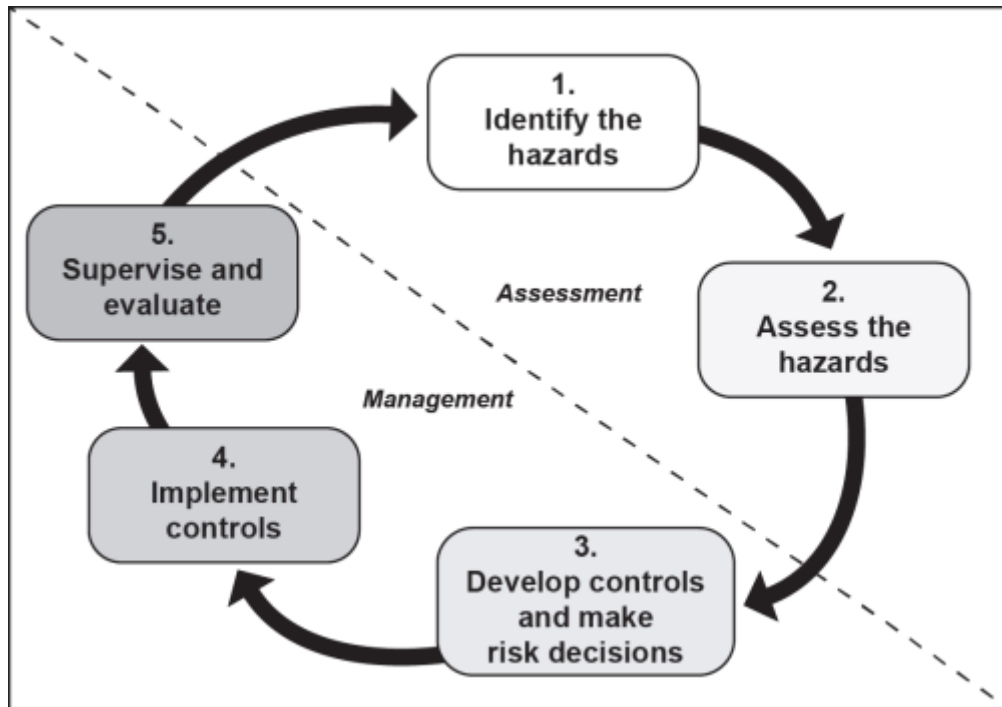 1.
Identify the
hazards
2.
Assess the
hazards
3.
Develop controls
and make
risk decisions
4.
Implement
controls
5.
Supervise and
evaluate
Assessment
Management